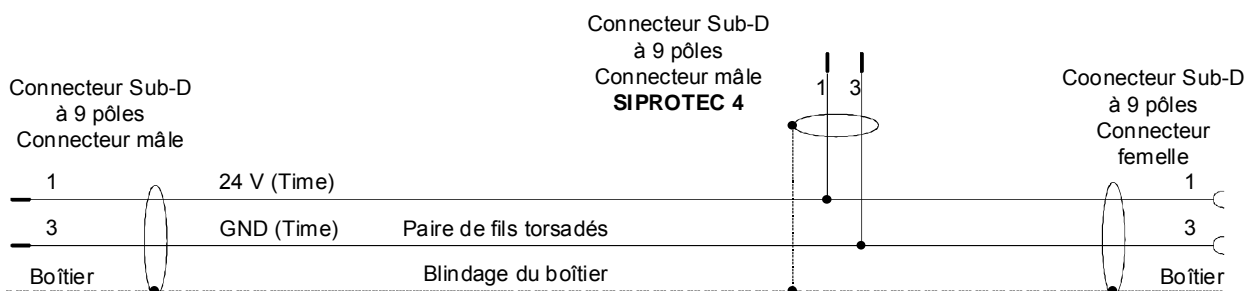 Connecteur Sub-D
à 9 pôles
Connecteur mâle
Connecteur Sub-D
à 9 pôles
Connecteur mâle
SIPROTEC 4
1 3
Coonecteur Sub-D
à 9 pôles
Connecteur
femelle
1 24 V (Time) 1
3 GND (Time) Paire de fils torsadés 3
Boîtier Blindage du boîtier Boîtier